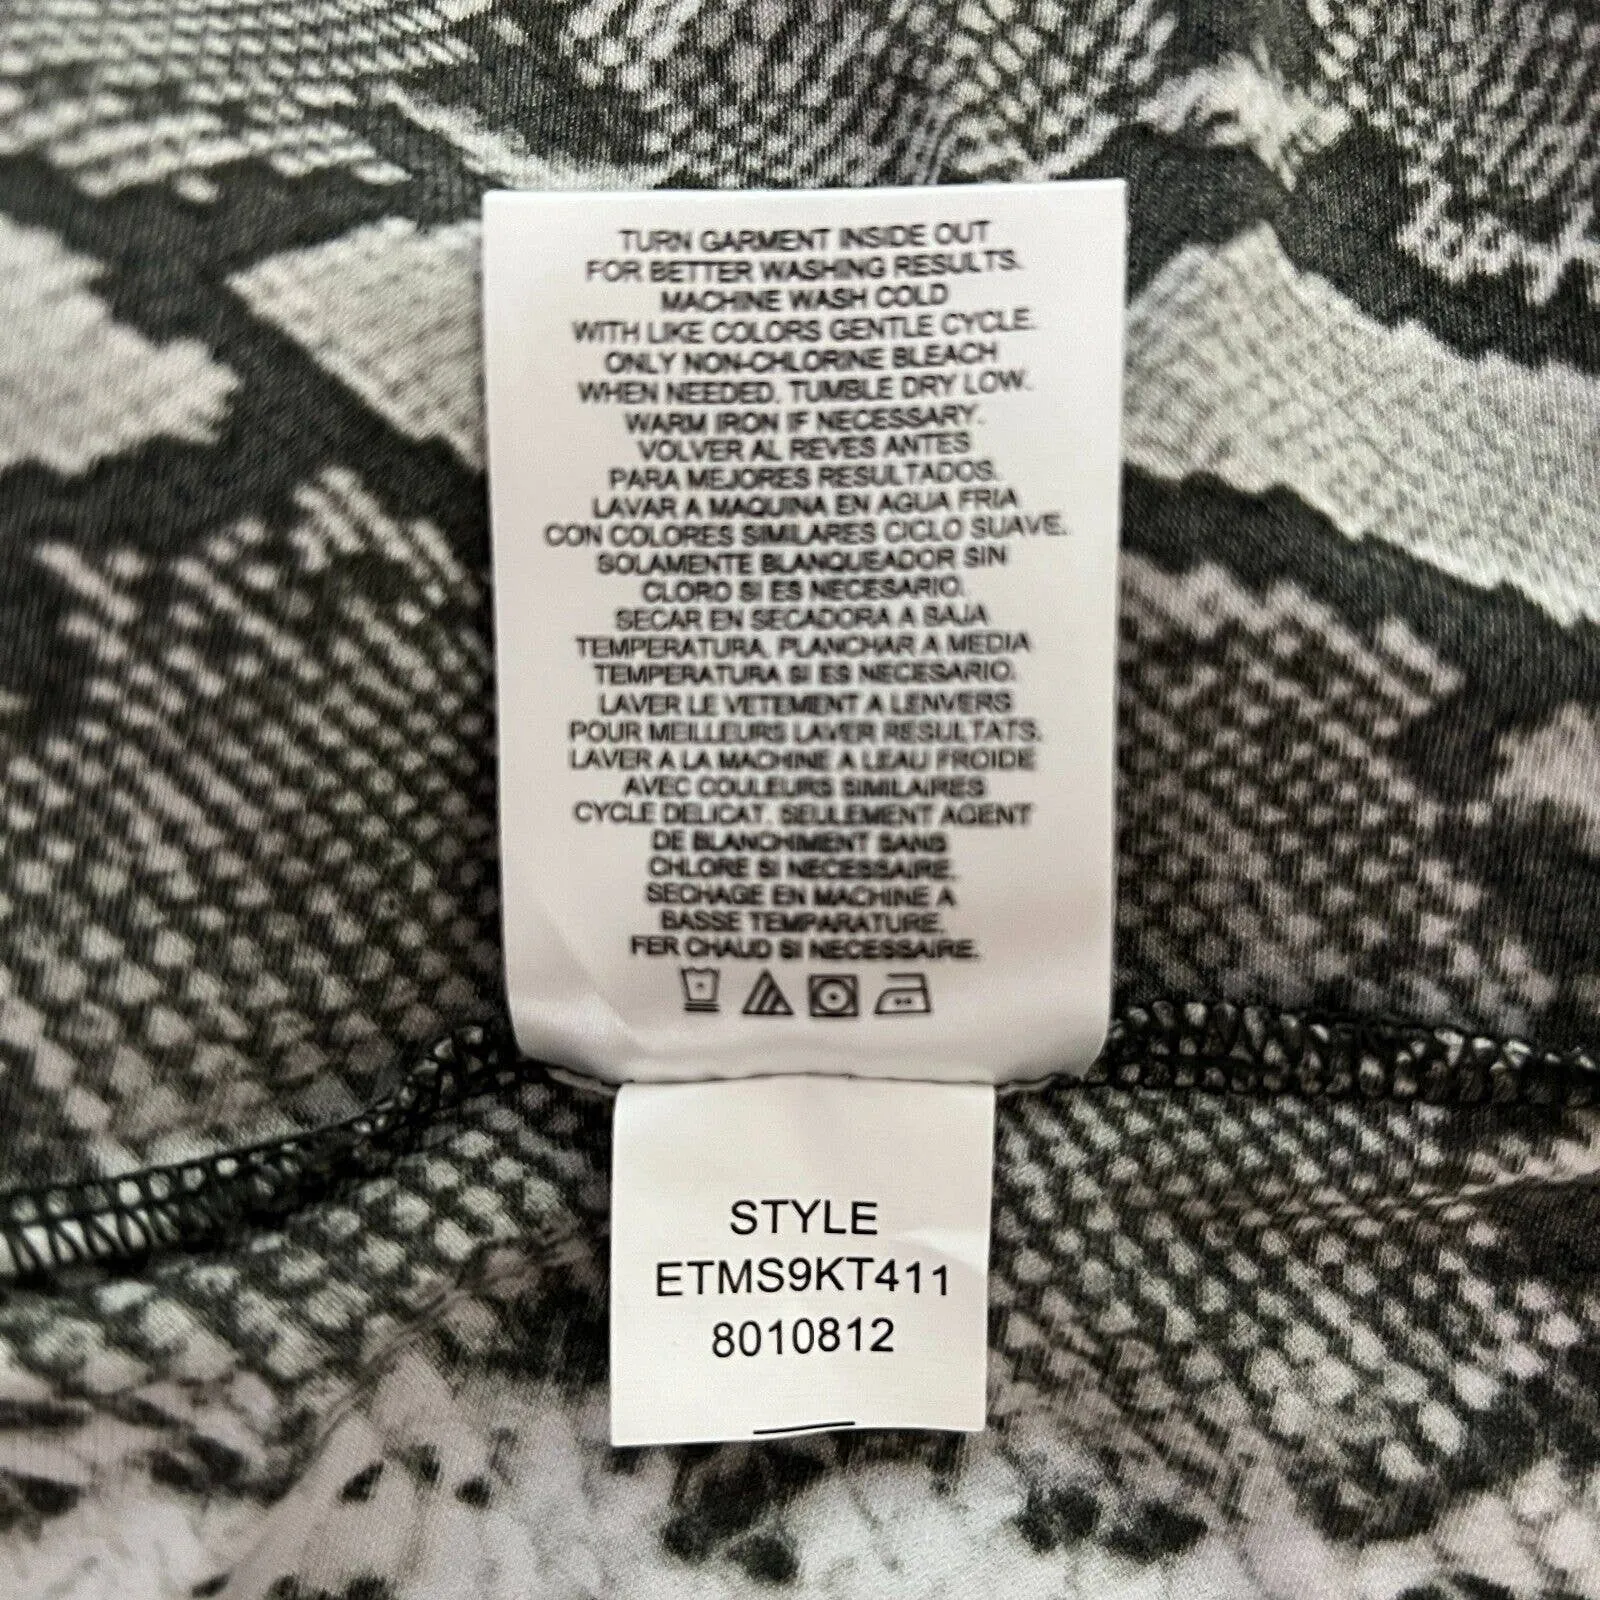 TURN GARMENT INSIDE OUT
FOR BETTER WASHING RESULTS.
MACHINE WASH COLD
WITH LIKE COLORS GENTLE CYCLE.
ONLY NON-CHLORINE BLEACH
WHEN NEEDED. TUMBLE DRY LOW.
WARM IRON IF NECESSARY.
VOLVER AL REVES ANTES
PARA MEJORES RESULTADOS.
LAVAR A MAQUINA EN AGUA FRIA
CON COLORES SIMILARES CICLO SUAVE.
SOLAMENTE BLANQUEADOR SIN
CLORO SI ES NECESARIO.
SECAR EN SECADORA A BAJA
TEMPERATURA. PLANCHAR A MEDIA
TEMPERATURA SI ES NECESARIO.
LAVER LE VETEMENT A LENVERS
POUR MEILLEURS LAVER RESULTATS.
LAVER A LA MACHINE A LEAU FROIDE
AVEC COULEURS SIMILAIRES
CYCLE DELICAT. SEULEMENT AGENT
DE BLANCHIMENT SANS
CHLORE SI NECESSAIRE.
SECHAGE EN MACHINE A
BASSE TEMPARATURE.
FER CHAUD SI NECESSAIRE.
STYLE
ETMS9KT411
8010812